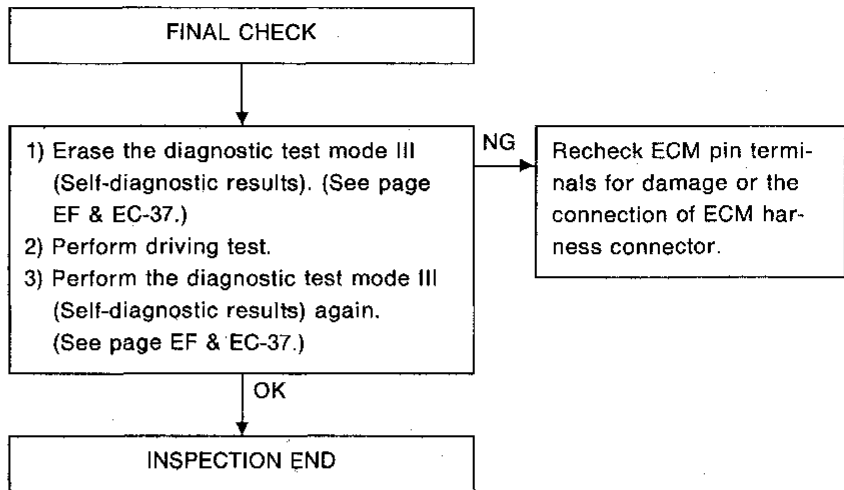 FINAL CHECK
1) Erase the diagnostic test mode III
(Self-diagnostic results). (See page
EF & EC-37.)
2) Perform driving test.
3) Perform the diagnostic test mode III
(Self-diagnostic results) again.
(See page EF & EC-37.)
NG
Recheck ECM pin termi-
nals for damage or the
connection of ECM har-
ness connector.
OK
INSPECTION END